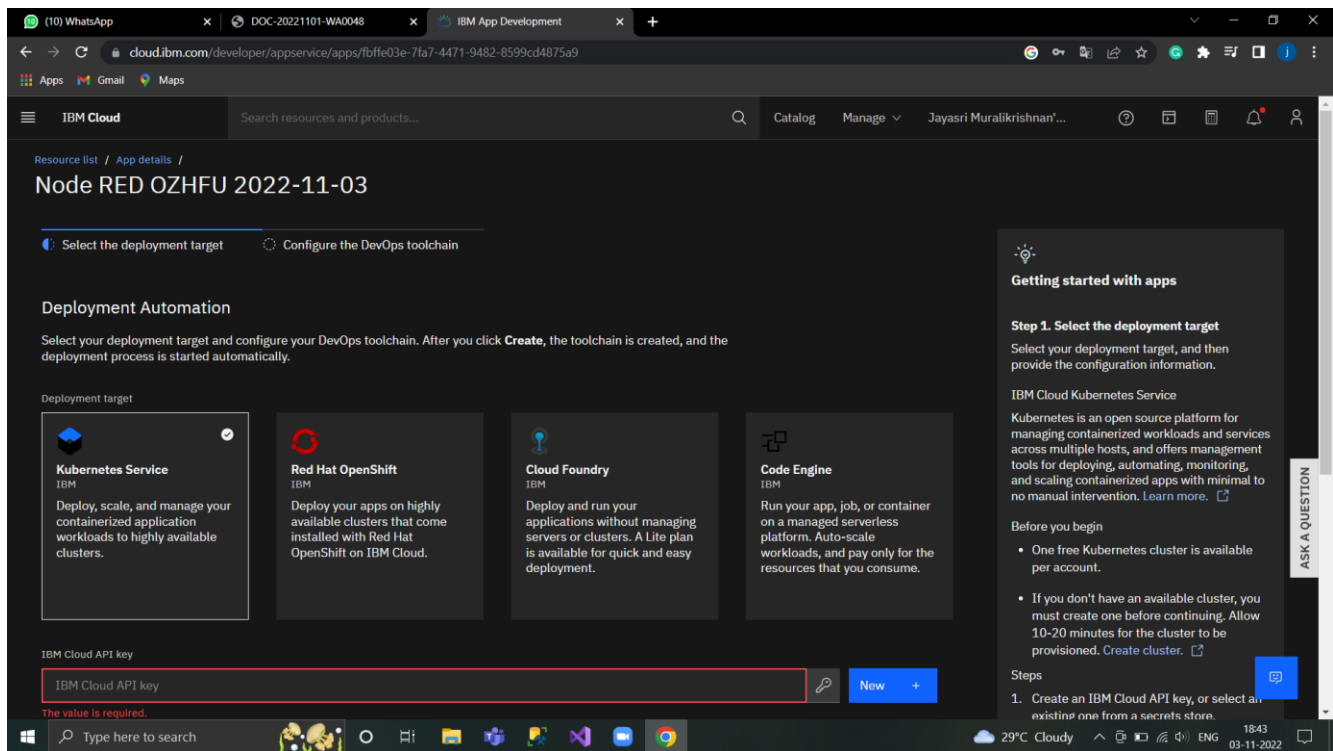 (10) WhatsApp
DOC-20221101-WA0048
IBM App Development
cloud.ibm.com/developer/appservice/apps/fbffe03e-7fa7-4471-9482-8599cd4875a9
Apps
Gmail
Maps
IBM Cloud
Search resources and products...
Catalog
Manage
Jayasri Muralikrishnan'...
Resource list / App details /
Node RED OZHFU 2022-11-03
Select the deployment target
Configure the DevOps toolchain
Deployment Automation
Select your deployment target and configure your DevOps toolchain. After you click Create, the toolchain is created, and the
deployment process is started automatically.
Deployment target
Kubernetes Service
IBM
Deploy, scale, and manage your
containerized application
workloads to highly available
clusters.
Red Hat OpenShift
IBM
Deploy your apps on highly
available clusters that come
installed with Red Hat
OpenShift on IBM Cloud.
Cloud Foundry
IBM
Deploy and run your
applications without managing
servers or clusters. A Lite plan
is available for quick and easy
deployment.
Code Engine
IBM
Run your app, job, or container
on a managed serverless
platform. Auto-scale
workloads, and pay only for the
resources that you consume.
IBM Cloud API key
IBM Cloud API key
New +
The value is required.
Getting started with apps
Step 1. Select the deployment target
Select your deployment target, and then
provide the configuration information.
IBM Cloud Kubernetes Service
Kubernetes is an open source platform for
managing containerized workloads and services
across multiple hosts, and offers management
tools for deploying, automating, monitoring,
and scaling containerized apps with minimal to
no manual intervention. Learn more.
Before you begin
• One free Kubernetes cluster is available
per account.
• If you don't have an available cluster, you
must create one before continuing. Allow
10-20 minutes for the cluster to be
provisioned. Create cluster.
Steps
1. Create an IBM Cloud API key, or select an
existing one from a secrets store.
ASK A QUESTION
Type here to search
29°C Cloudy
ENG
18:43
03-11-2022